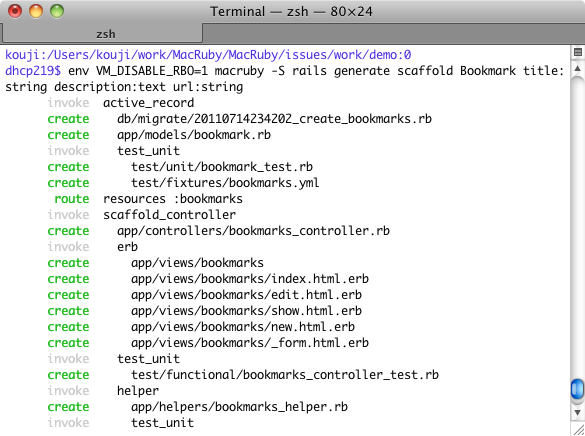 Terminal — zsh — 80×24
zsh
kouji:/Users/kouji/work/MacRuby/MacRuby/issues/work/demo:0
dhcp219$ env VM_DISABLE_RBO=1 macruby -S rails generate scaffold Bookmark title:
string description:text url:string
      invoke  active_record
      create    db/migrate/20110714234202_create_bookmarks.rb
      create    app/models/bookmark.rb
      invoke    test_unit
      create      test/unit/bookmark_test.rb
      create      test/fixtures/bookmarks.yml
       route  resources :bookmarks
      invoke  scaffold_controller
      create    app/controllers/bookmarks_controller.rb
      invoke    erb
      create      app/views/bookmarks
      create      app/views/bookmarks/index.html.erb
      create      app/views/bookmarks/edit.html.erb
      create      app/views/bookmarks/show.html.erb
      create      app/views/bookmarks/new.html.erb
      create      app/views/bookmarks/_form.html.erb
      invoke    test_unit
      create      test/functional/bookmarks_controller_test.rb
      invoke    helper
      create      app/helpers/bookmarks_helper.rb
      invoke      test_unit